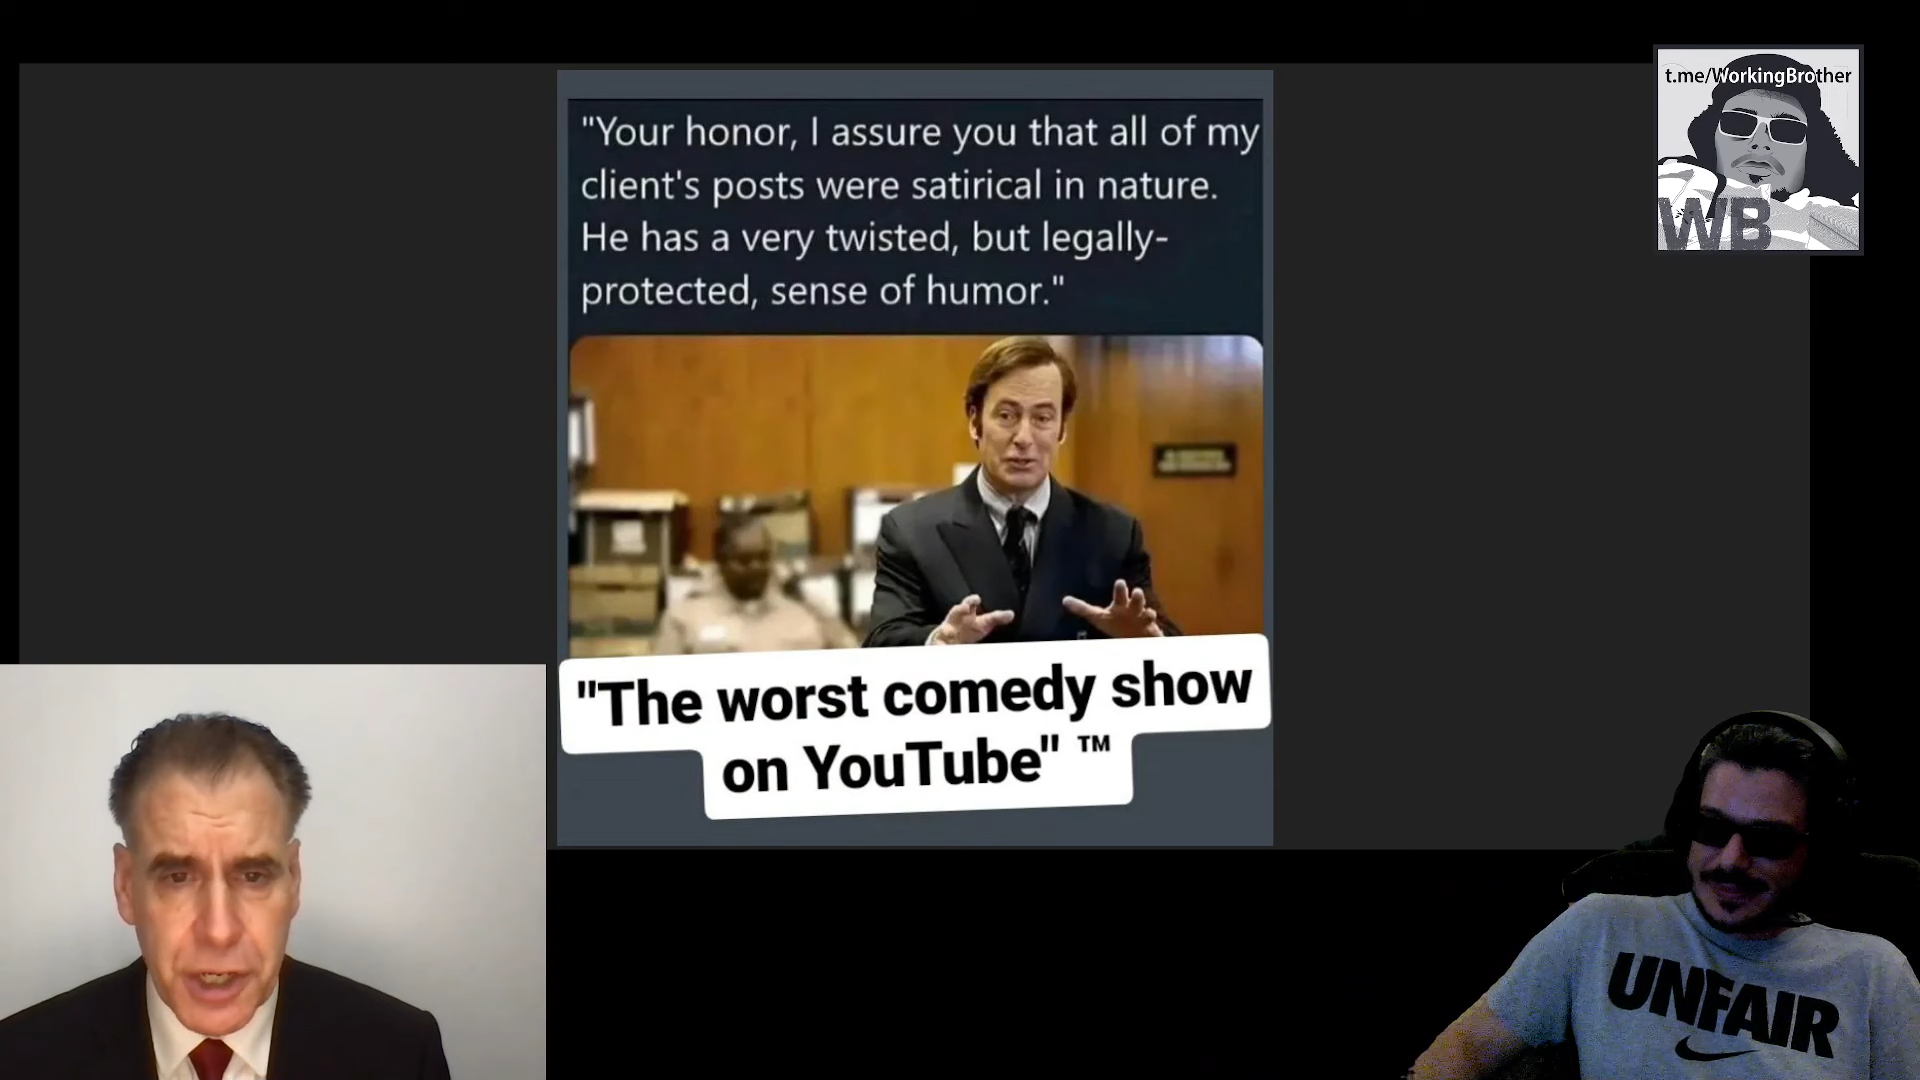 t.me/WorkingBrother
WB
"Your honor, I assure you that all of my
client's posts were satirical in nature.
He has a very twisted, but legally-
protected, sense of humor."
"The worst comedy show
on YouTube" ™
UNFAIR